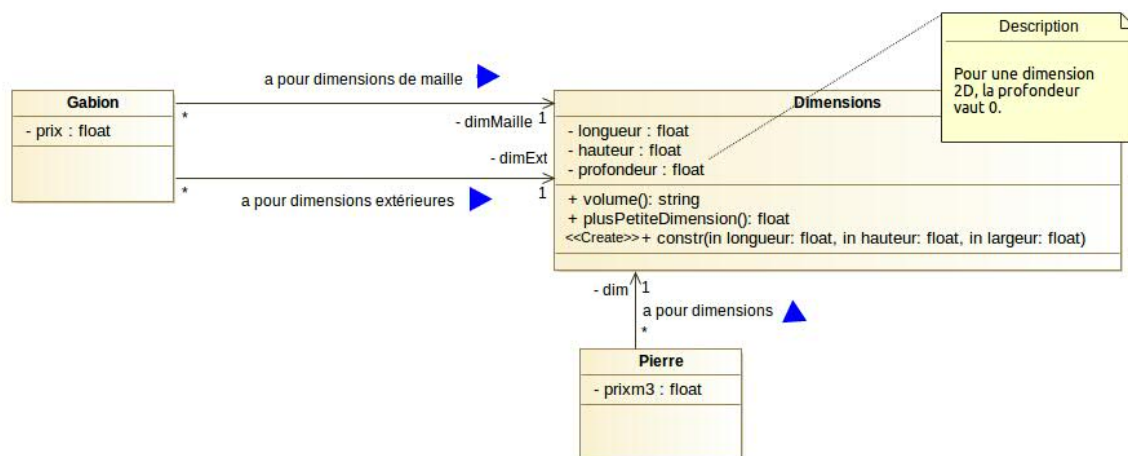 Description
Pour une dimension
2D, la profondeur
vaut 0.
a pour dimensions de maille
Gabion
- prix : float
*
- dimMaille
1
- dimExt
*
1
a pour dimensions extérieures
Dimensions
- longueur : float
- hauteur : float
- profondeur : float
+ volume(): string
+ plusPetiteDimension(): float
<<Create>>+ constr(in longueur: float, in hauteur: float, in largeur: float)
- dim
1
a pour dimensions
*
Pierre
- prixm3 : float